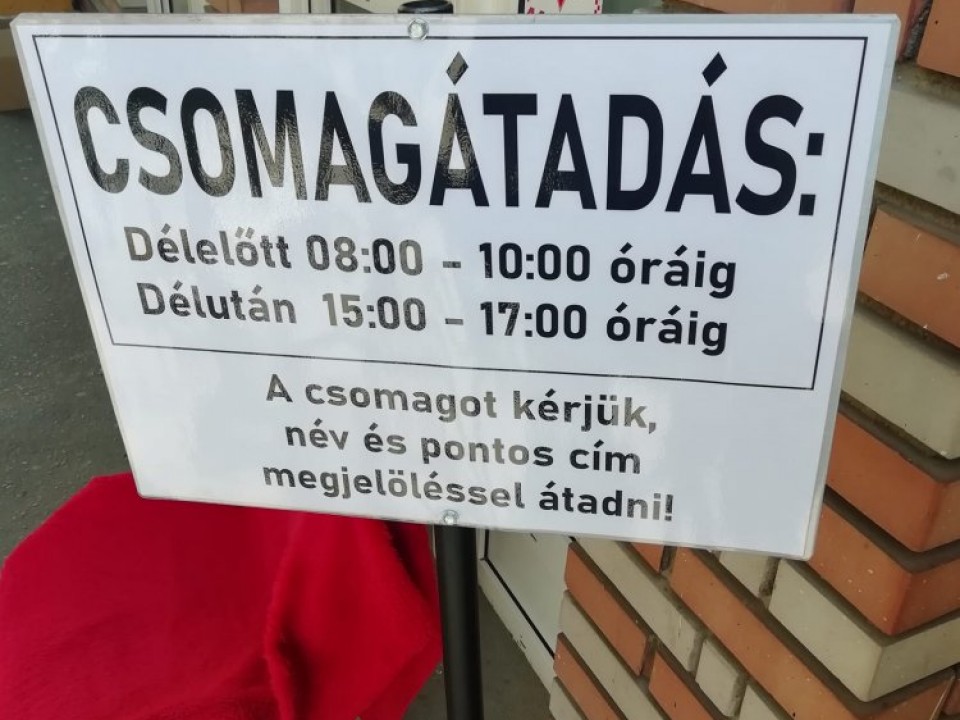 CSOMAGÁTADÁS:
Délelőtt 08:00 - 10:00 óráig
Délután 15:00 - 17:00 óráig
A csomagot kérjük,
név és pontos cím
megjelöléssel átadni!